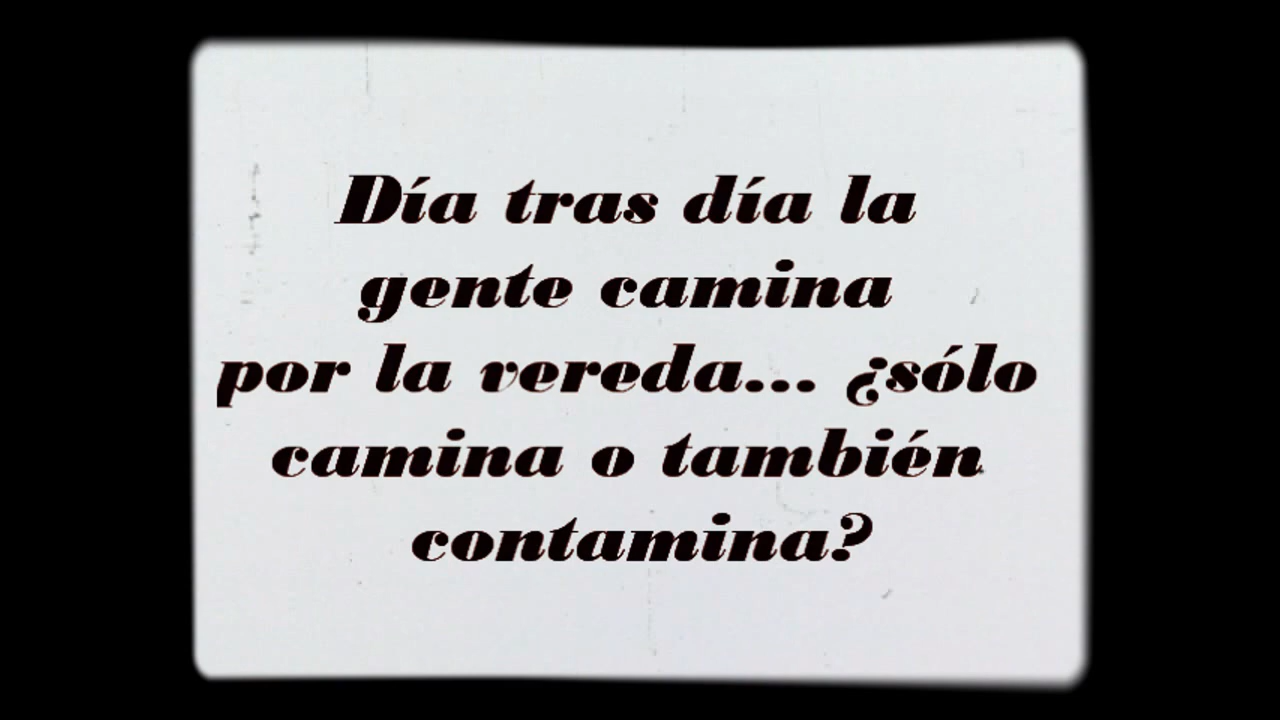 Día tras día la
gente camina
por la vereda... ¿sólo
camina o también
contamina?